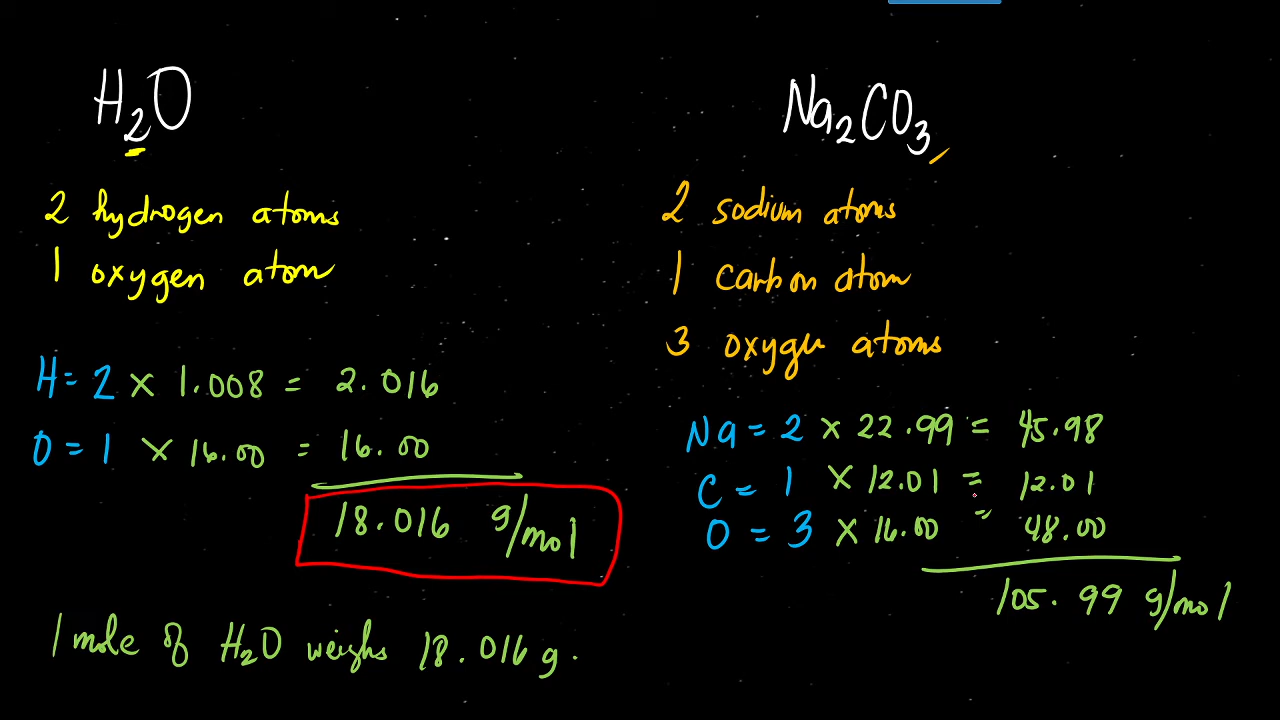 H₂O
2 hydrogen atoms
1 oxygen atom
H = 2 × 1.008 = 2.016
O = 1 × 16.00 = 16.00
18.016 g/mol
1 mole of H₂O weighs 18.016 g.
Na₂CO₃
2 sodium atoms
1 carbon atom
3 oxygen atoms
Na = 2 × 22.99 = 45.98
C = 1 × 12.01 = 12.01
O = 3 × 16.00 = 48.00
105.99 g/mol